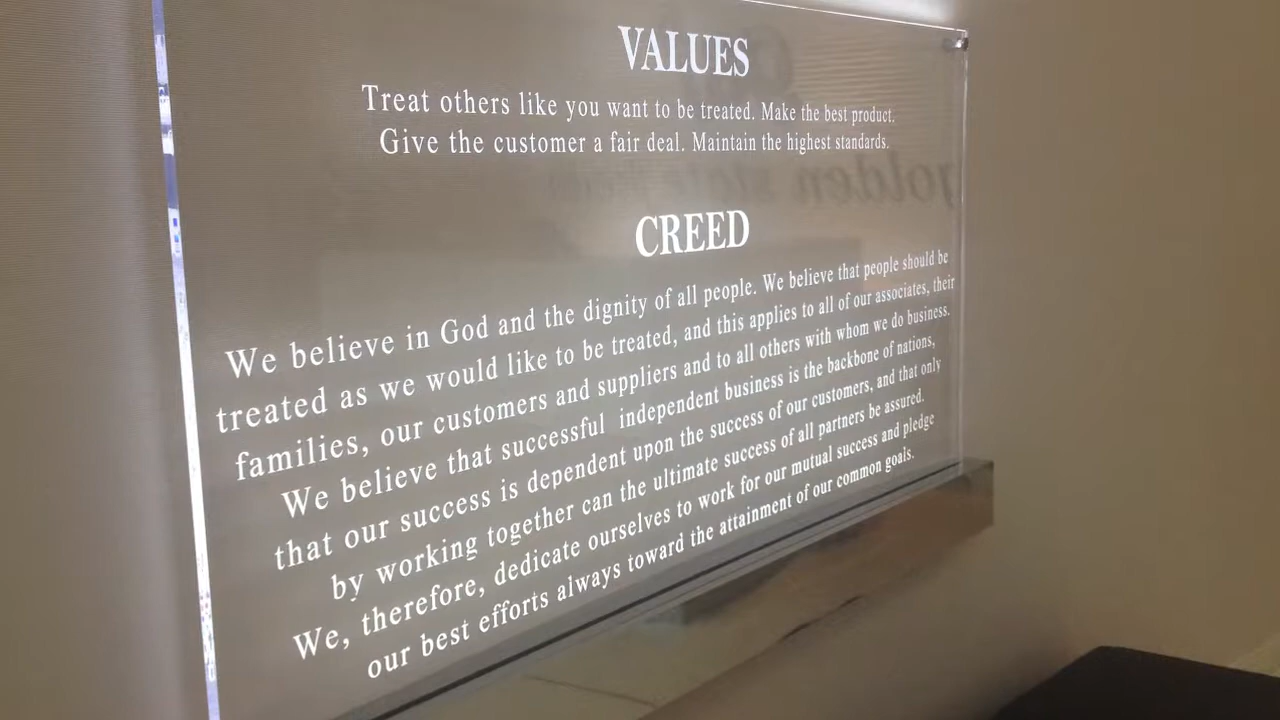 VALUES
Treat others like you want to be treated. Make the best product.
Give the customer a fair deal. Maintain the highest standards.
golden state
CREED
We believe in God and the dignity of all people. We believe that people should be
treated as we would like to be treated, and this applies to all of our associates, their
families, our customers and suppliers and to all others with whom we do business.
We believe that successful independent business is the backbone of nations,
that our success is dependent upon the success of our customers, and that only
by working together can the ultimate success of all partners be assured.
We, therefore, dedicate ourselves to work for our mutual success and pledge
our best efforts always toward the attainment of our common goals.